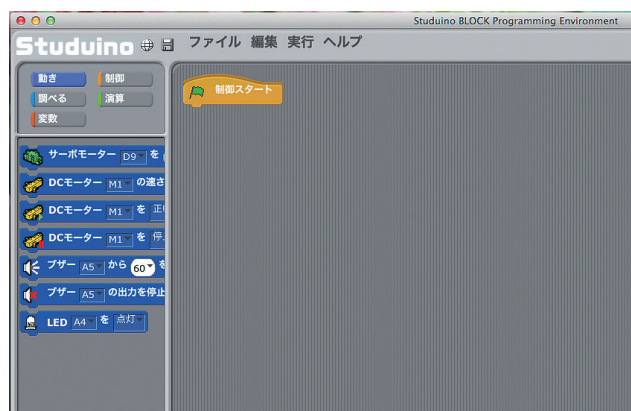 Studuino BLOCK Programming Environment
Studuino ファイル 編集 実行 ヘルプ
動き 制御
調べる 演算
変数
制御スタート
サーボモーター D9 を
DCモーター M1 の速さ
DCモーター M1 を
DCモーター M1 を
ブザー A5 から 60 を
ブザー A5 の出力を停止
LED A4 を 点灯